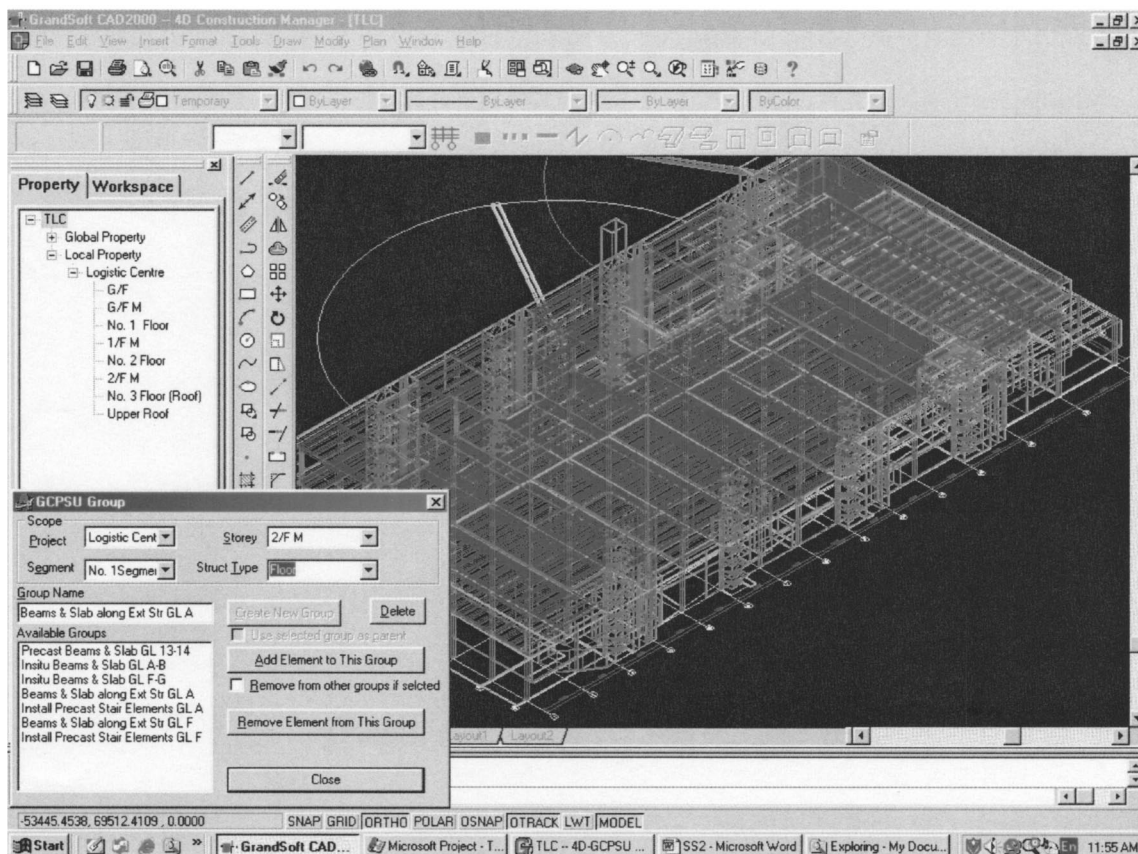 GrandSoft CAD2000 -- 4D Construction Manager - [TLC]
File Edit View Insert Format Tools Draw Modify Plan Window Help
Temporary ByLayer ByLayer ByLayer ByColor
Property Workspace
TLC
Global Property
Local Property
Logistic Centre
G/F
G/F M
No. 1 Floor
1/F M
No. 2 Floor
2/F M
No. 3 Floor (Roof)
Upper Roof
GCPSU Group
Scope
Project Logistic Cent Storey 2/F M
Segment No. 1Segmer Struct Type Floor
Group Name
Beams & Slab along Ext Str GL A
Create New Group Delete
Use selected group as parent
Available Groups
Precast Beams & Slab GL 13-14
Insitu Beams & Slab GL A-B
Insitu Beams & Slab GL F-G
Beams & Slab along Ext Str GL A
Install Precast Stair Elements GL A
Beams & Slab along Ext Str GL F
Install Precast Stair Elements GL F
Add Element to This Group
Remove from other groups if selcted
Remove Element from This Group
Close
Layout1 Layout2
-53445.4538, 69512.4109 , 0.0000 SNAP GRID ORTHO POLAR OSNAP OTRACK LWT MODEL
Start GrandSoft CAD... Microsoft Project - T... TLC -- 4D-GCPSU ... SS2 - Microsoft Word Exploring - My Docu... En 11:55 AM